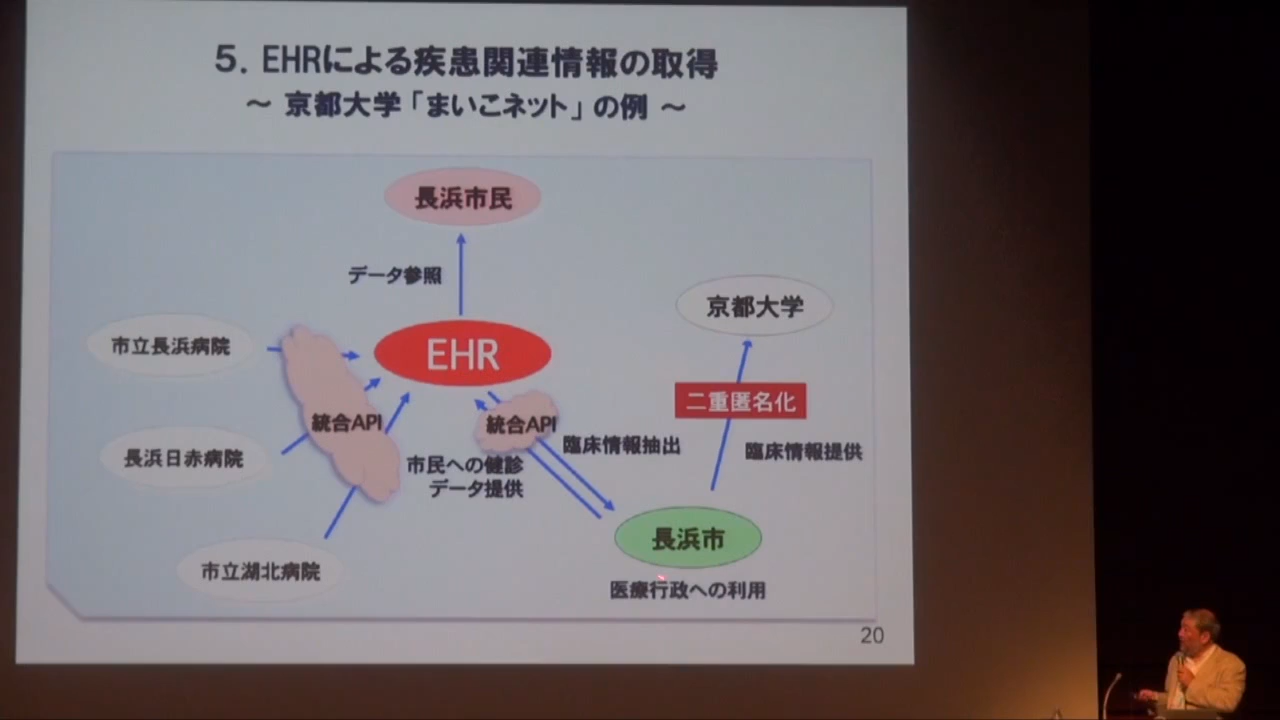 5. EHRによる疾患関連情報の取得
～ 京都大学「まいこネット」の例 ～
長浜市民
データ参照
京都大学
市立長浜病院
EHR
二重匿名化
統合API
統合API
臨床情報抽出
臨床情報提供
長浜日赤病院
市民への健診
データ提供
長浜市
市立湖北病院
医療行政への利用
20